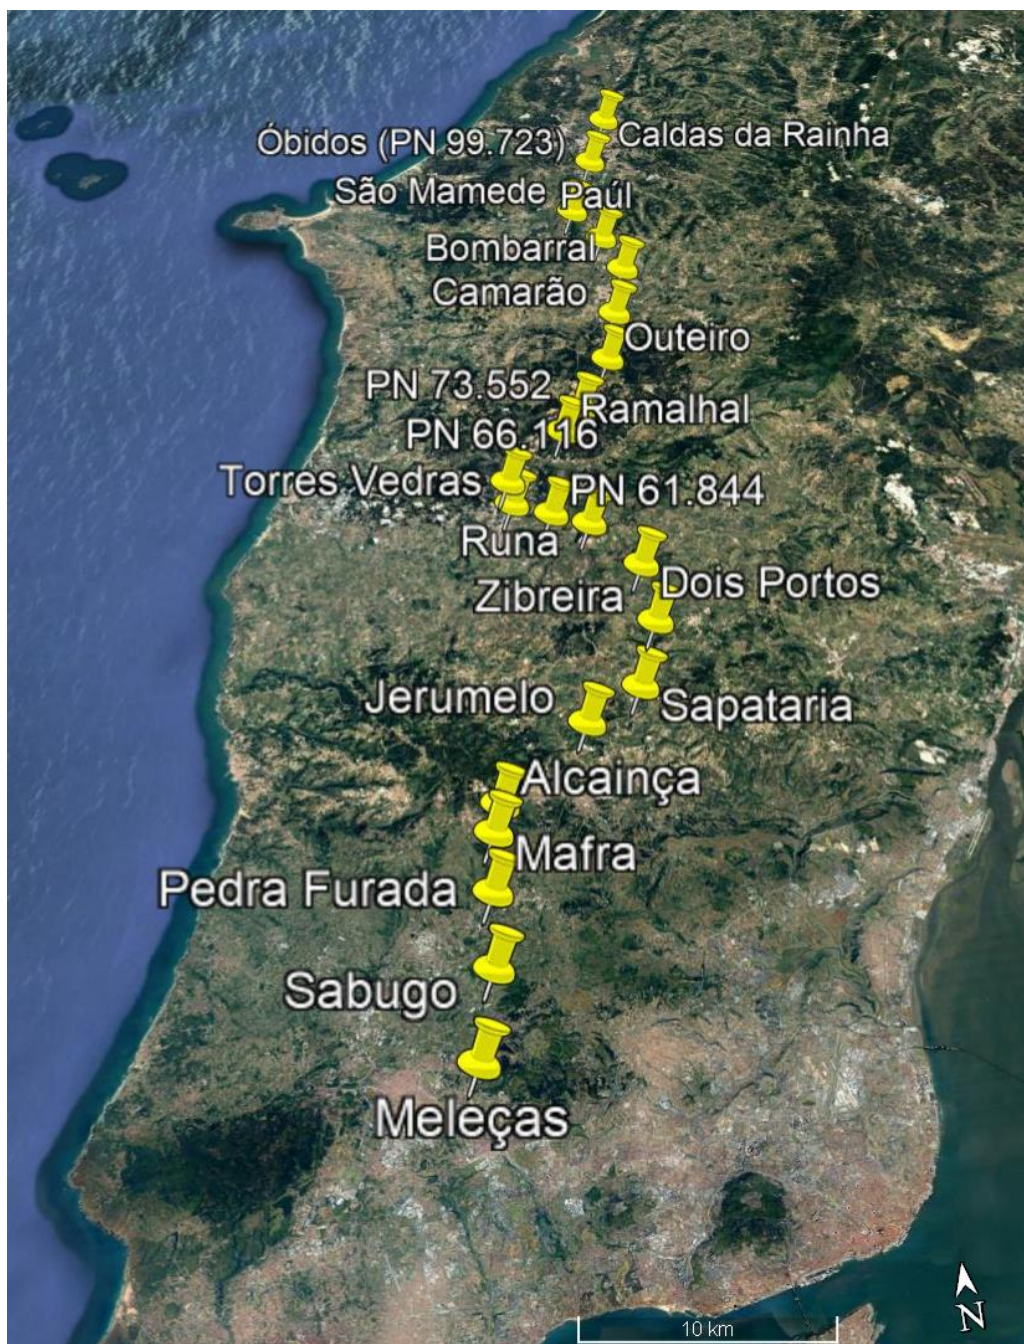 Caldas da Rainha
Óbidos (PN 99.723)
São Mamede
Paúl
Bombarral
Camarão
Outeiro
PN 73.552
Ramalhal
PN 66.116
Torres Vedras
PN 61.844
Runa
Dois Portos
Zibreira
Jerumelo
Sapataria
Alcainça
Mafra
Pedra Furada
Sabugo
Meleças
N
10 km